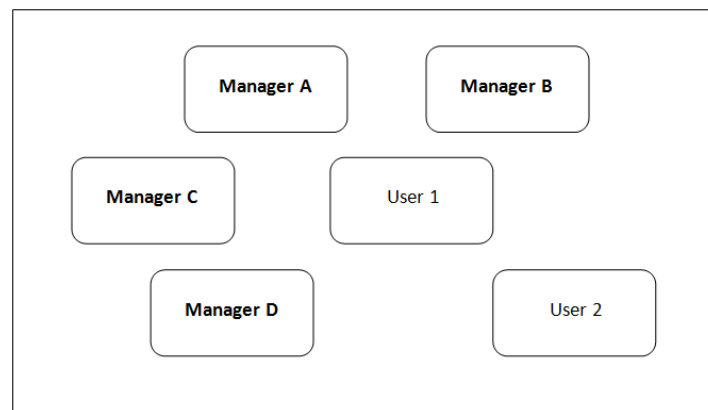 Manager A
Manager B
Manager C
User 1
Manager D
User 2